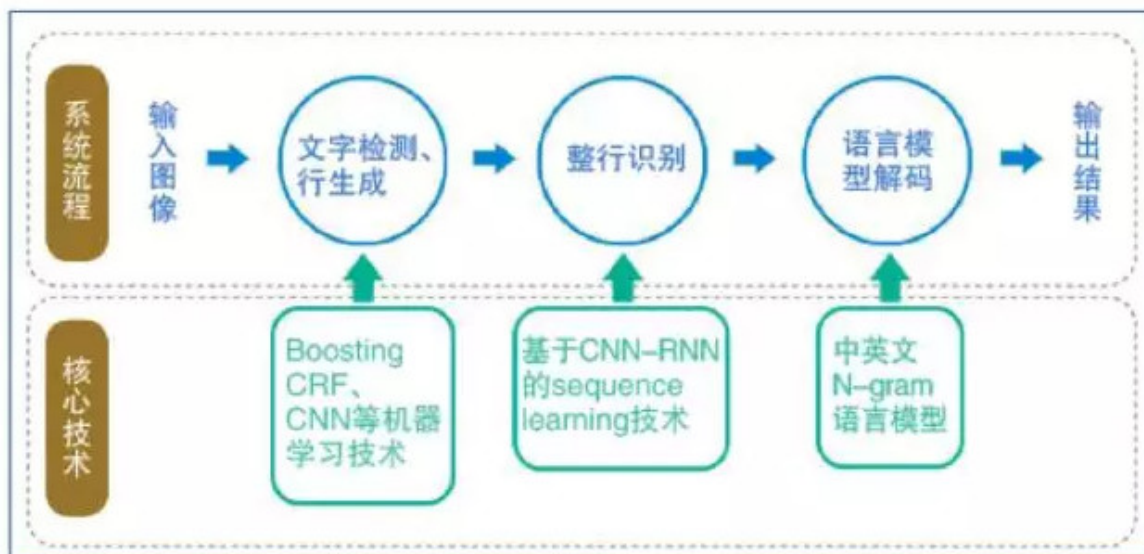 系统流程
输入图像
文字检测、
行生成
整行识别
语言模
型解码
输出结果
核心技术
Boosting
CRF、
CNN等机器
学习技术
基于CNN–RNN
的sequence
learning技术
中英文
N–gram
语言模型